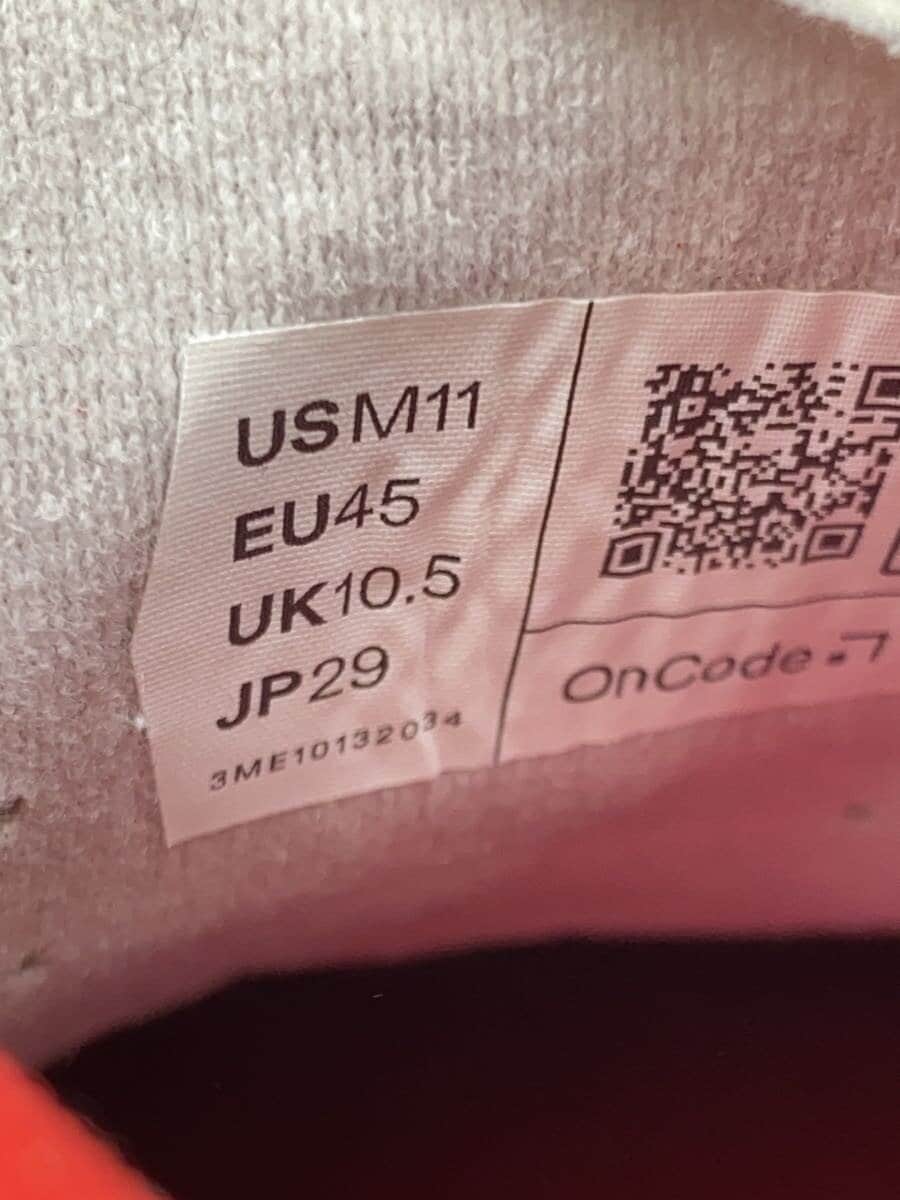 USM11
EU45
UK10.5
JP29
3ME10132034
OnCode